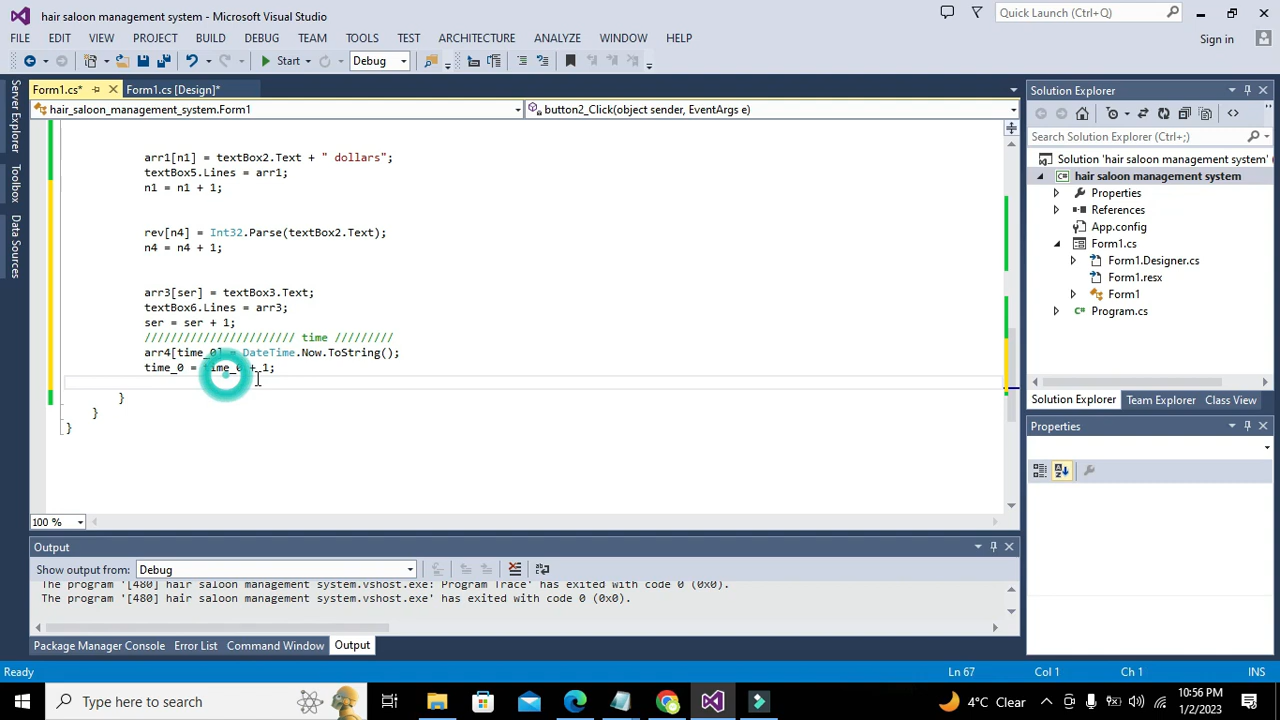 hair saloon management system - Microsoft Visual Studio
Quick Launch (Ctrl+Q)
FILE EDIT VIEW PROJECT BUILD DEBUG TEAM TOOLS TEST ARCHITECTURE ANALYZE WINDOW HELP
Sign in
Start Debug
Form1.cs* Form1.cs [Design]*
hair_saloon_management_system.Form1 button2_Click(object sender, EventArgs e)
Server Explorer
Toolbox
Data Sources
arr1[n1] = textBox2.Text + " dollars";
textBox5.Lines = arr1;
n1 = n1 + 1;
rev[n4] = Int32.Parse(textBox2.Text);
n4 = n4 + 1;
arr3[ser] = textBox3.Text;
textBox6.Lines = arr3;
ser = ser + 1;
/////////////////////// time /////////
arr4[time_0] = DateTime.Now.ToString();
time_0 = time_0 + 1;
}
}
}
100 %
Output
Show output from: Debug
The program '[480] hair saloon management system.vshost.exe: Program Trace' has exited with code 0 (0x0).
The program '[480] hair saloon management system.vshost.exe' has exited with code 0 (0x0).
Package Manager Console Error List Command Window Output
Solution Explorer
Search Solution Explorer (Ctrl+;)
Solution 'hair saloon management system' (
hair saloon management system
Properties
References
App.config
Form1.cs
Form1.Designer.cs
Form1.resx
Form1
Program.cs
Solution Explorer Team Explorer Class View
Properties
Ready Ln 67 Col 1 Ch 1 INS
Type here to search
4°C Clear
10:56 PM
1/2/2023